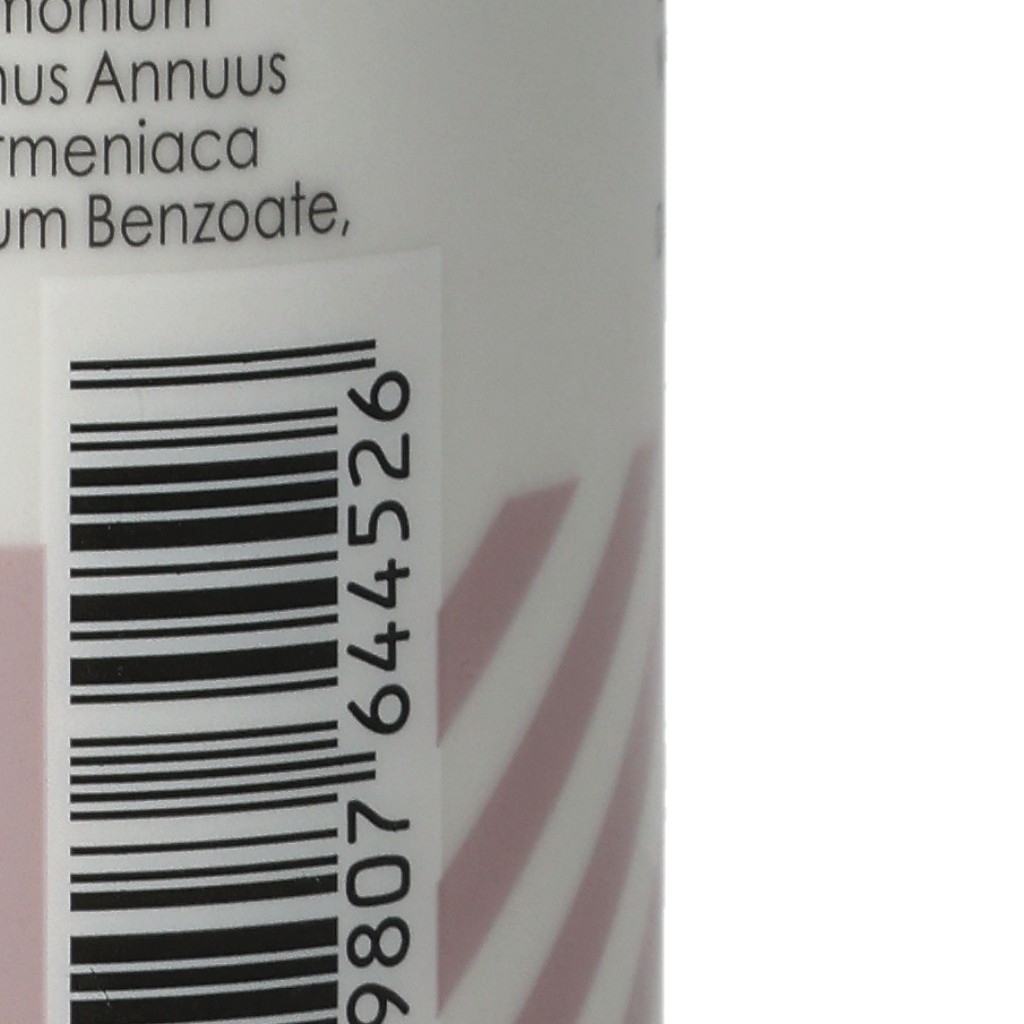 monium
nus Annuus
rmeniaca
um Benzoate,
9807 644526